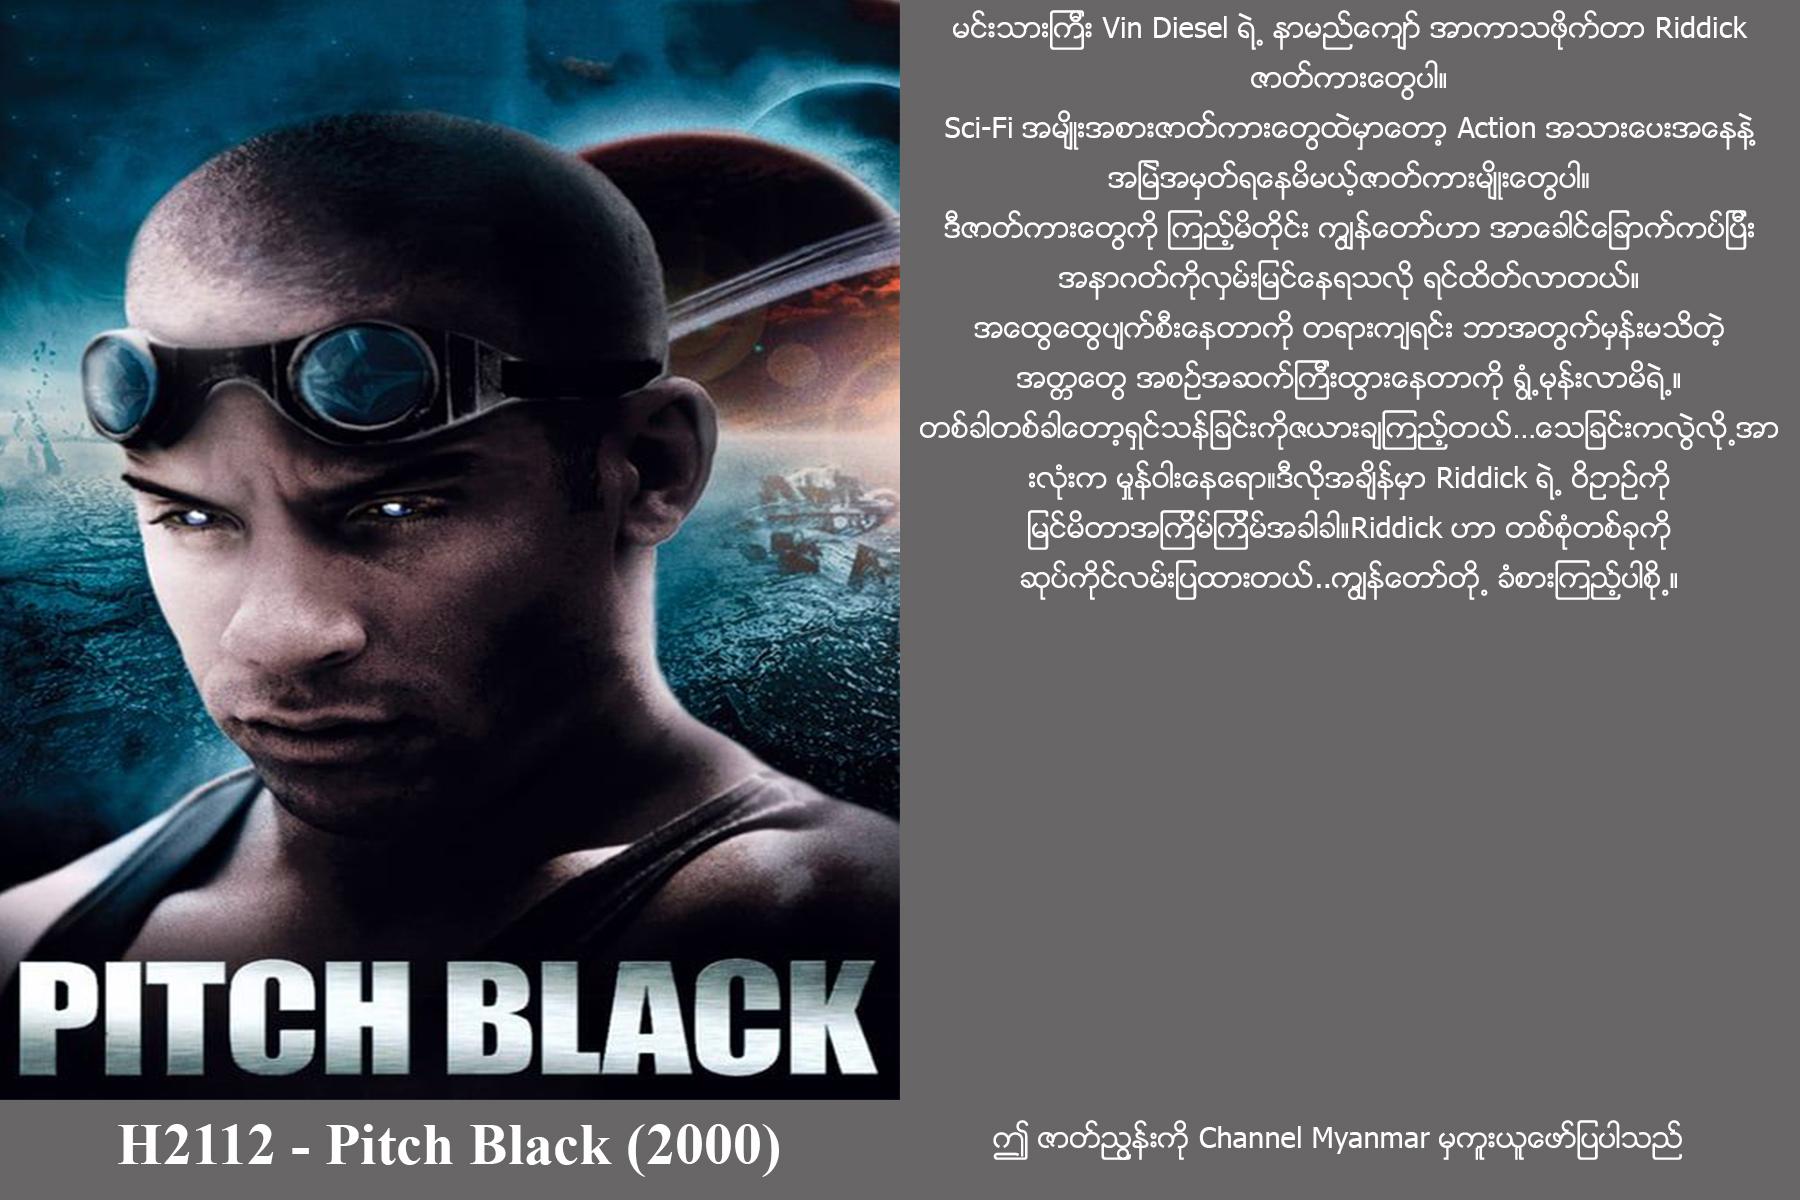 PITCH BLACK
H2112 - Pitch Black (2000)
မင်းသားကြီး Vin Diesel ရဲ့ နာမည်ကျော် အာကာသဖိုက်တာ Riddick
ဇာတ်ကားတွေပါ။
Sci-Fi အမျိုးအစားဇာတ်ကားတွေထဲမှာတော့ Action အသားပေးအနေနဲ့
အမြဲအမှတ်ရနေမိမယ့်ဇာတ်ကားမျိုးတွေပါ။
ဒီဇာတ်ကားတွေကို ကြည့်မိတိုင်း ကျွန်တော်ဟာ အာခေါင်ခြောက်ကပ်ပြီး
အနာဂတ်ကိုလှမ်းမြင်နေရသလို ရင်ထိတ်လာတယ်။
အထွေထွေပျက်စီးနေတာကို တရားကျရင်း ဘာအတွက်မှန်းမသိတဲ့
အတ္တတွေ အစဉ်အဆက်ကြီးထွားနေတာကို ရွံ့မုန်းလာမိရဲ့။
တစ်ခါတစ်ခါတော့ရှင်သန်ခြင်းကိုဇယားချကြည့်တယ်...သေခြင်းကလွဲလို့အာ
းလုံးက မှုန်ဝါးနေရော။ဒီလိုအချိန်မှာ Riddick ရဲ့ ဝိဉာဉ်ကို
မြင်မိတာအကြိမ်ကြိမ်အခါခါ။Riddick ဟာ တစ်စုံတစ်ခုကို
ဆုပ်ကိုင်လမ်းပြထားတယ်..ကျွန်တော်တို့ ခံစားကြည့်ပါစို့။
ဤ ဇာတ်ညွှန်းကို Channel Myanmar မှကူးယူဖော်ပြပါသည်